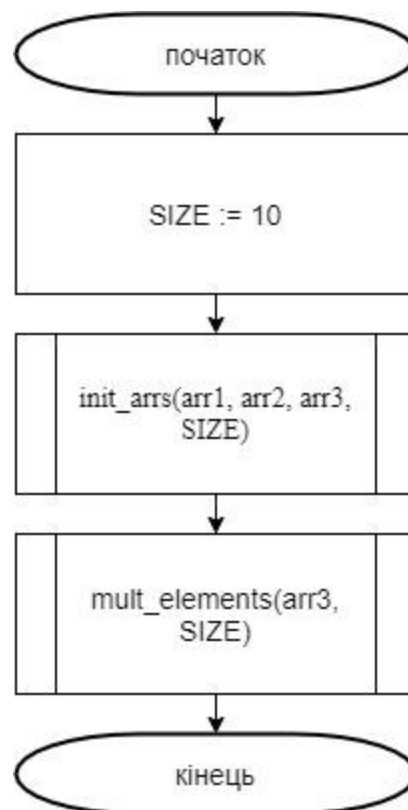 початок
SIZE := 10
init_arrs(arr1, arr2, arr3,
SIZE)
mult_elements(arr3,
SIZE)
кінець